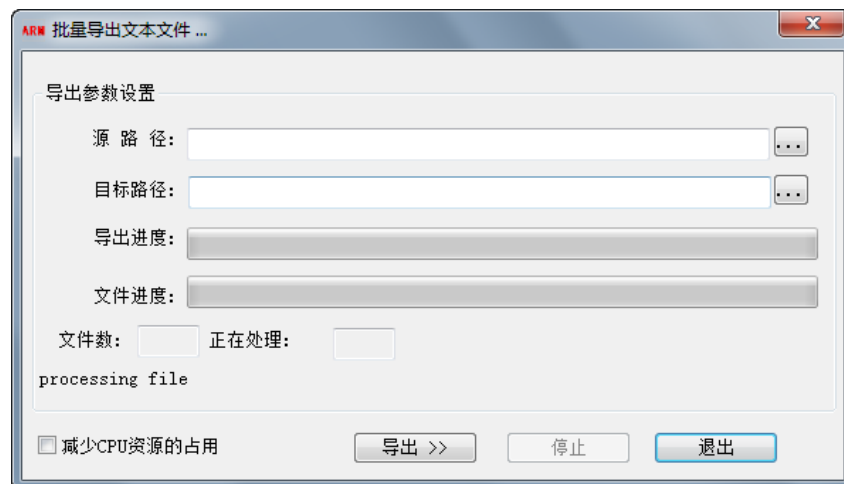 ARM 批量导出文本文件 ...
导出参数设置
源 路 径: ...
目标路径: ...
导出进度:
文件进度:
文件数: 正在处理:
processing file
减少CPU资源的占用 导出 >> 停止 退出